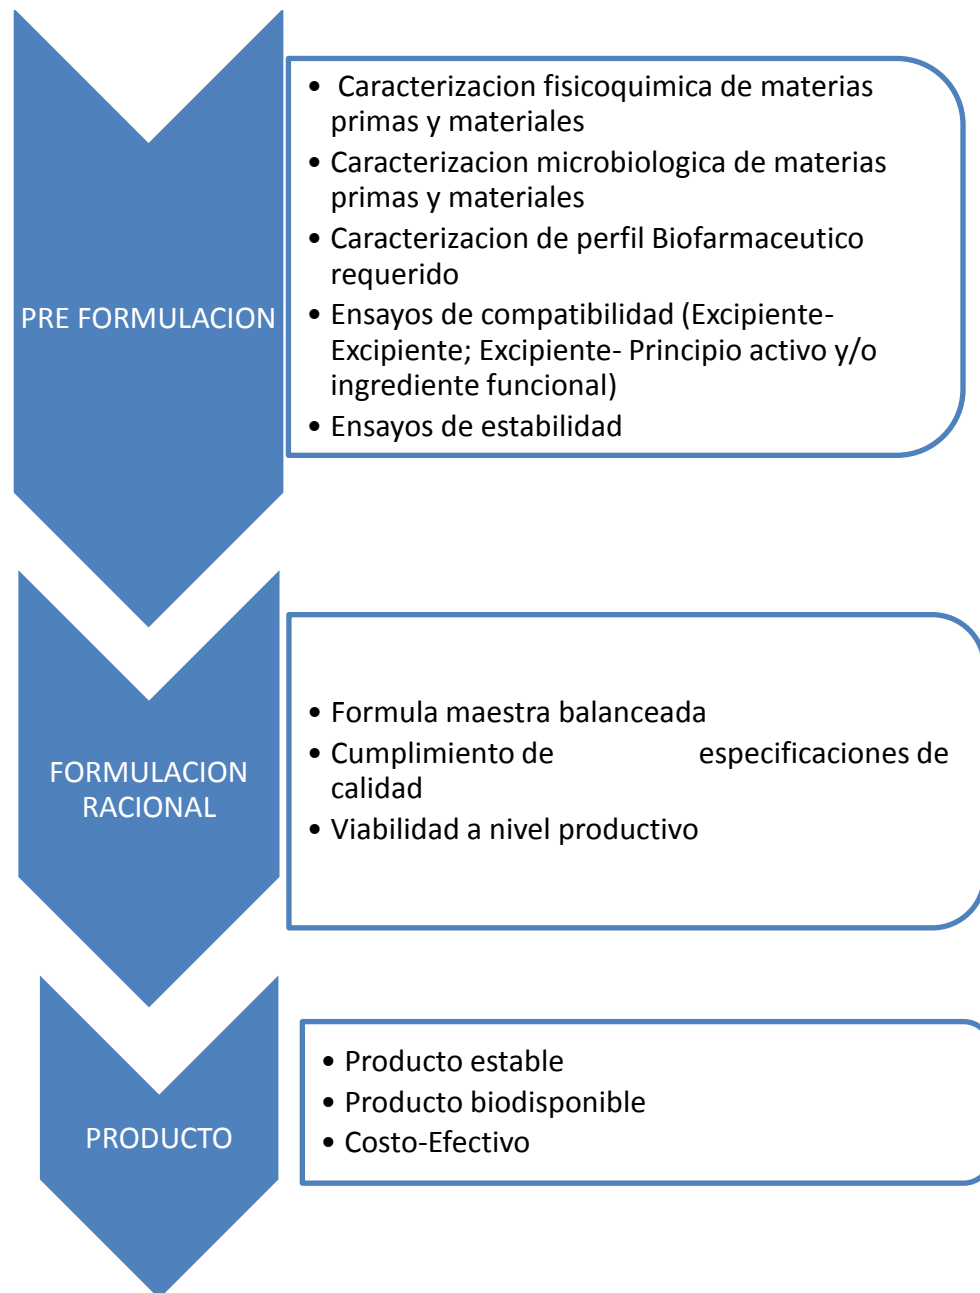 PRE FORMULACION
• Caracterizacion fisicoquimica de materias
primas y materiales
• Caracterizacion microbiologica de materias
primas y materiales
• Caracterizacion de perfil Biofarmaceutico
requerido
• Ensayos de compatibilidad (Excipiente-
Excipiente; Excipiente- Principio activo y/o
ingrediente funcional)
• Ensayos de estabilidad
FORMULACION
RACIONAL
• Formula maestra balanceada
• Cumplimiento de especificaciones de
calidad
• Viabilidad a nivel productivo
PRODUCTO
• Producto estable
• Producto biodisponible
• Costo-Efectivo